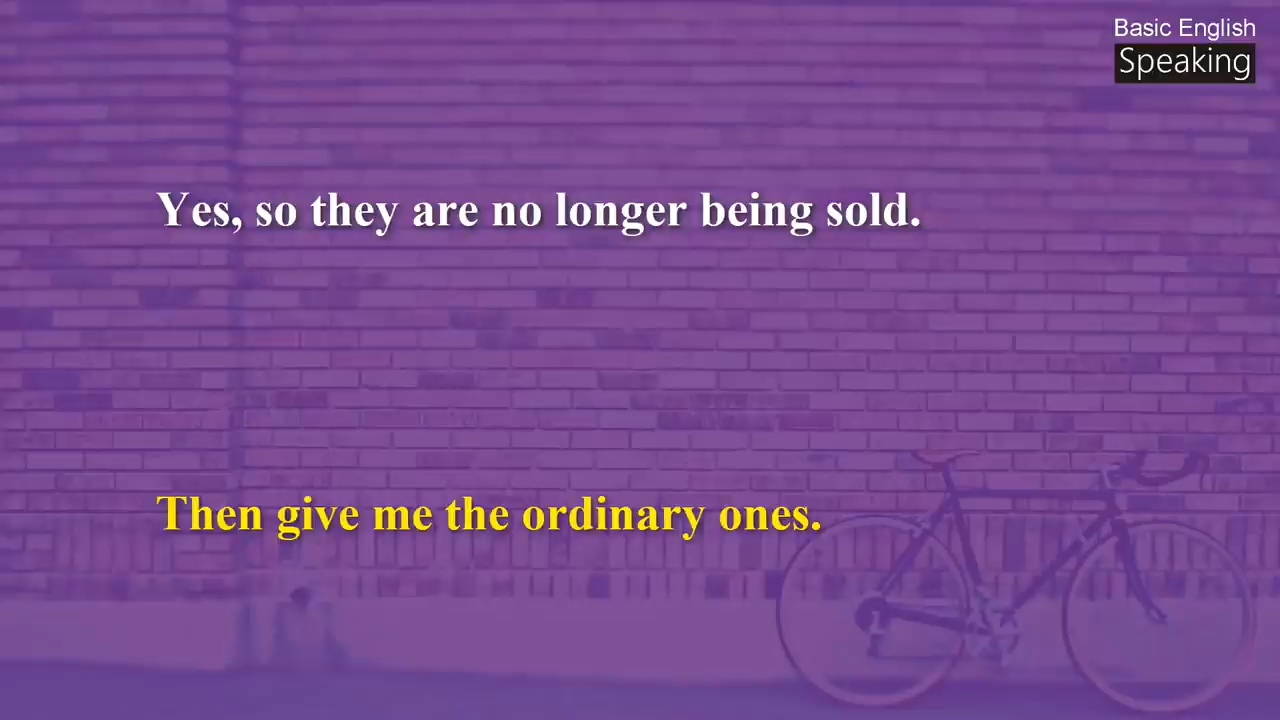 Basic English
Speaking
Yes, so they are no longer being sold.
Then give me the ordinary ones.